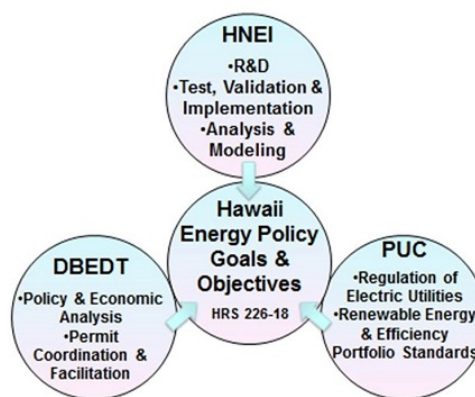 HNEI
•R&D
•Test, Validation &
Implementation
•Analysis &
Modeling
Hawaii
Energy Policy
Goals &
Objectives
HRS 226-18
DBEDT
•Policy & Economic
Analysis
•Permit
Coordination &
Facilitation
PUC
•Regulation of
Electric Utilities
•Renewable Energy
& Efficiency
Portfolio Standards